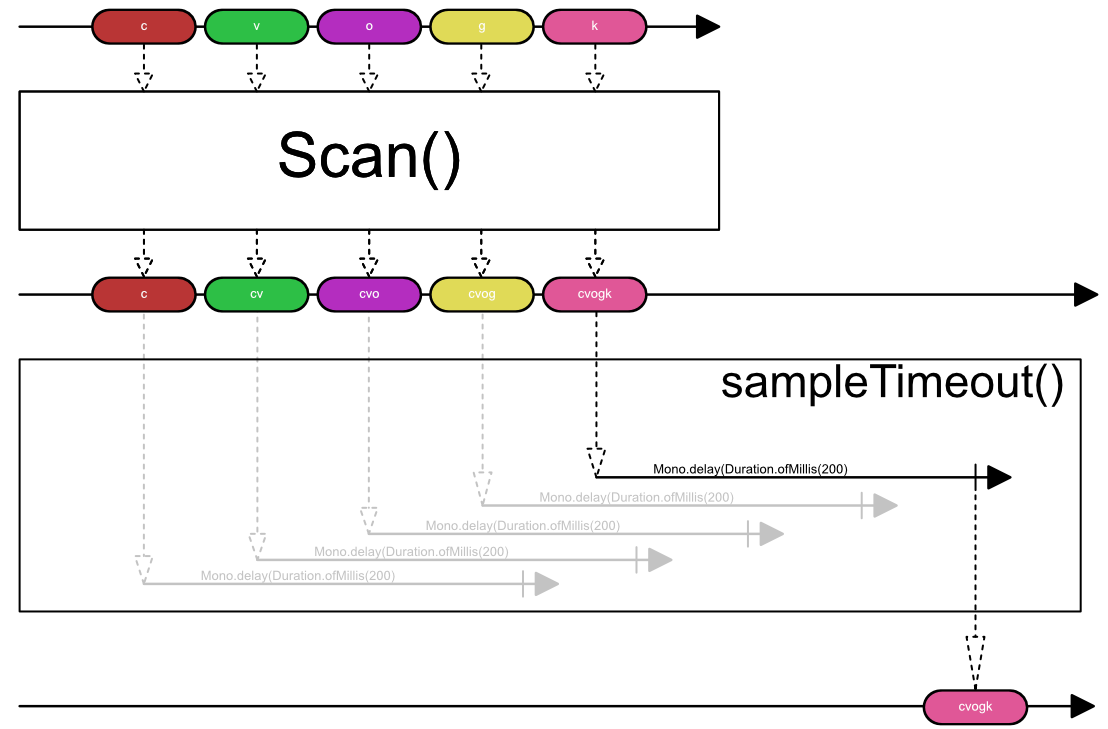 c v o g k
Scan()
c cv cvo cvog cvogk
sampleTimeout()
Mono.delay(Duration.ofMillis(200)
Mono.delay(Duration.ofMillis(200)
Mono.delay(Duration.ofMillis(200)
Mono.delay(Duration.ofMillis(200)
Mono.delay(Duration.ofMillis(200)
cvogk